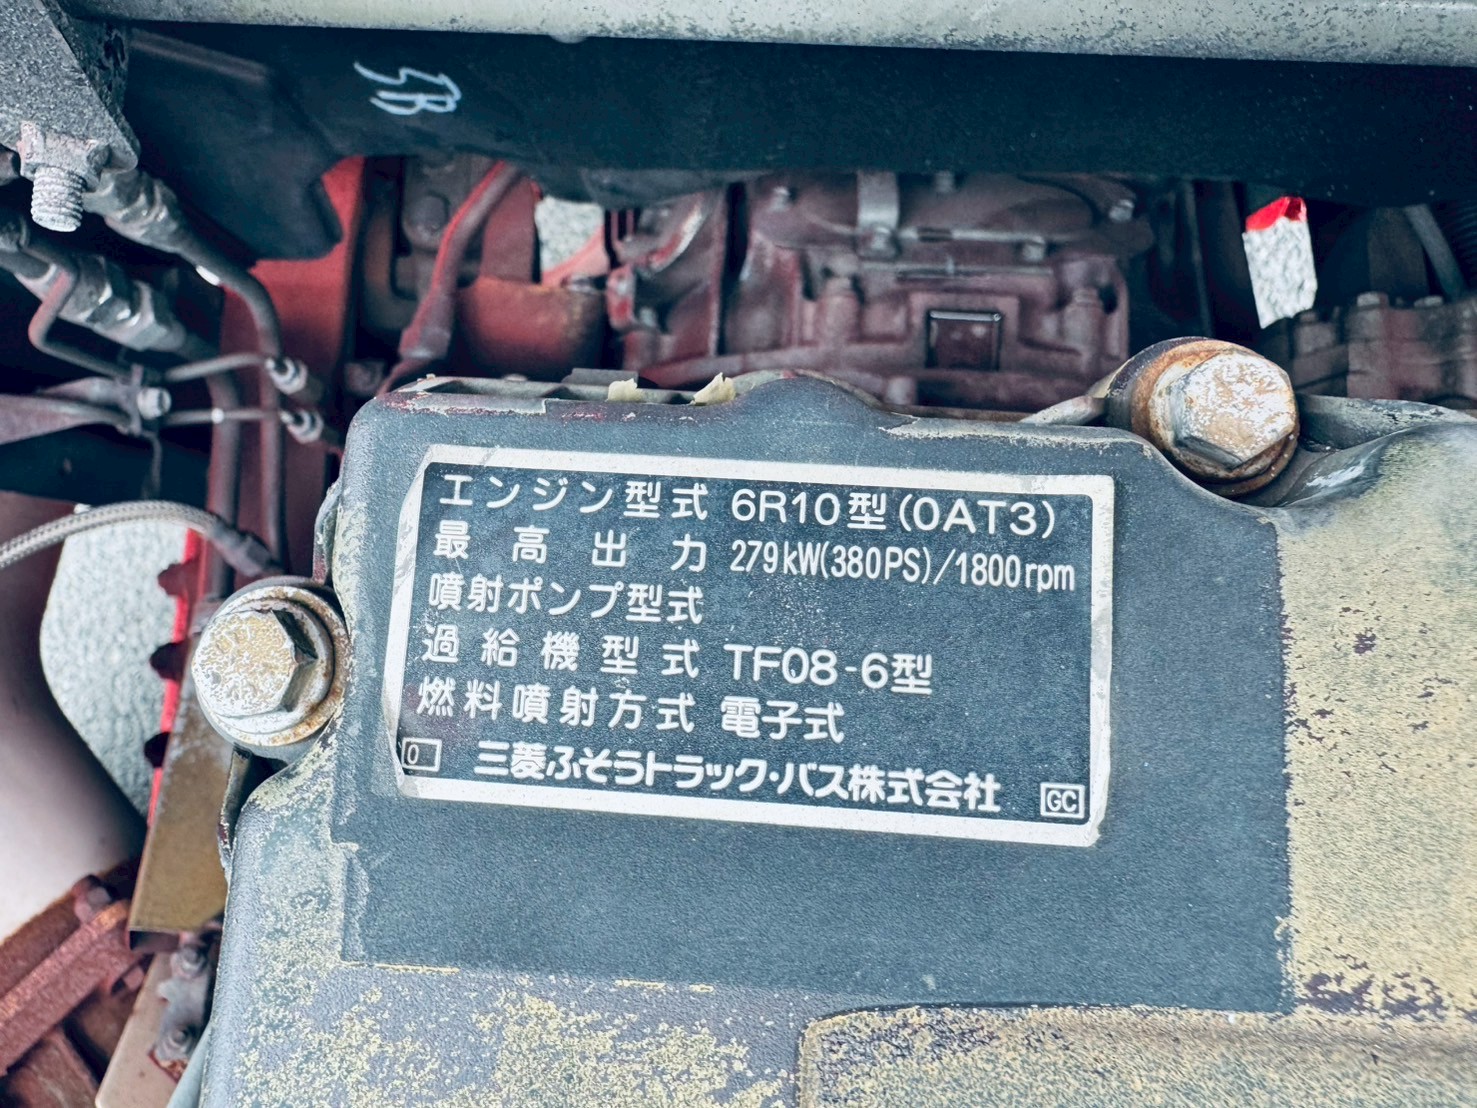 エンジン型式 6R10型(0AT3)
最高出力 279kW(380PS)/1800rpm
噴射ポンプ型式
過給機型式 TF08-6型
燃料噴射方式 電子式
0 三菱ふそうトラック・バス株式会社 GC